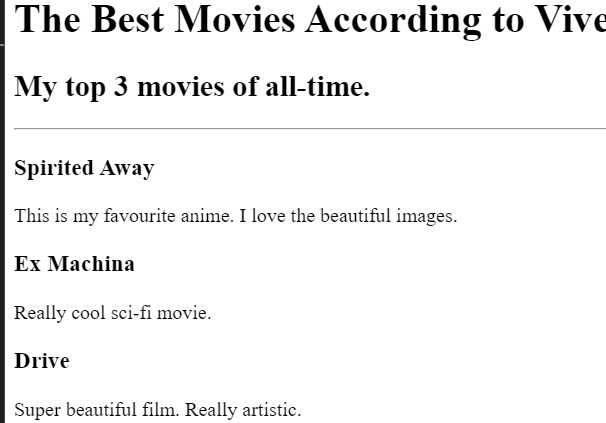 The Best Movies According to Vive
My top 3 movies of all-time.
Spirited Away
This is my favourite anime. I love the beautiful images.
Ex Machina
Really cool sci-fi movie.
Drive
Super beautiful film. Really artistic.